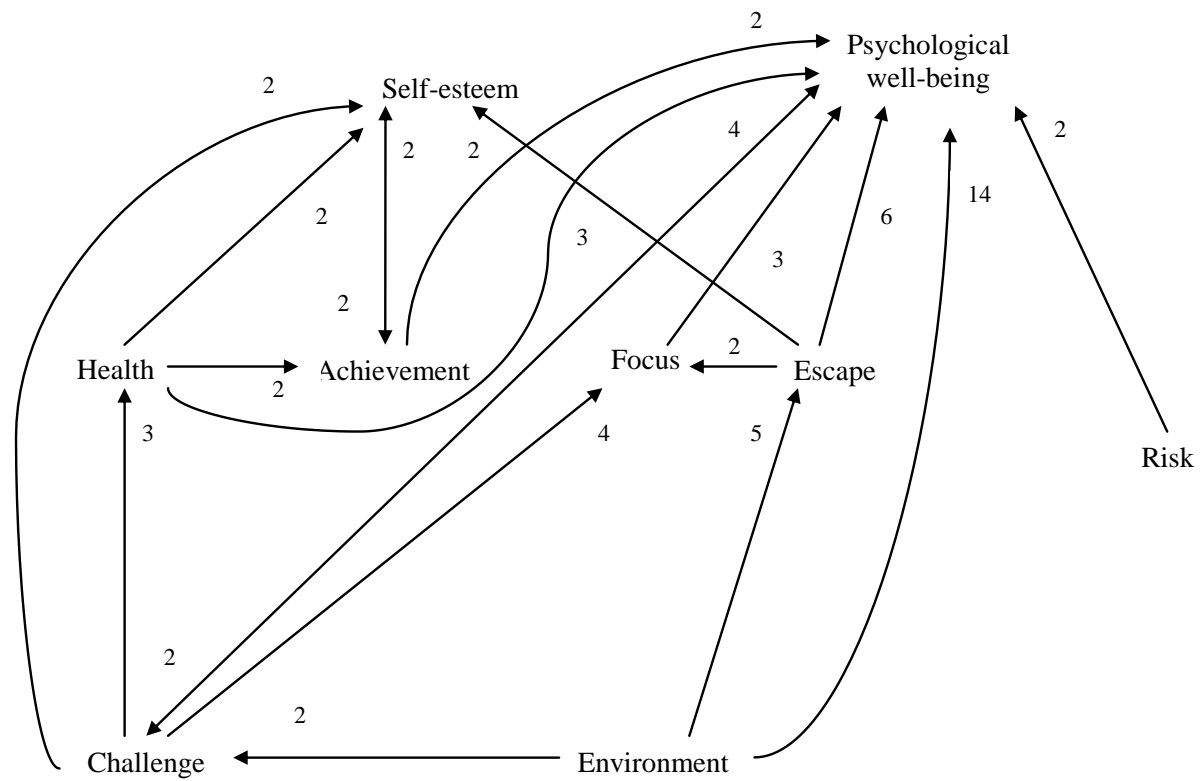 2
Psychological
well-being
2
Self-esteem
4
2
2
2
14
2
6
3
3
2
Health
2
Achievement
Focus
2
Escape
3
4
5
Risk
2
2
Challenge
Environment